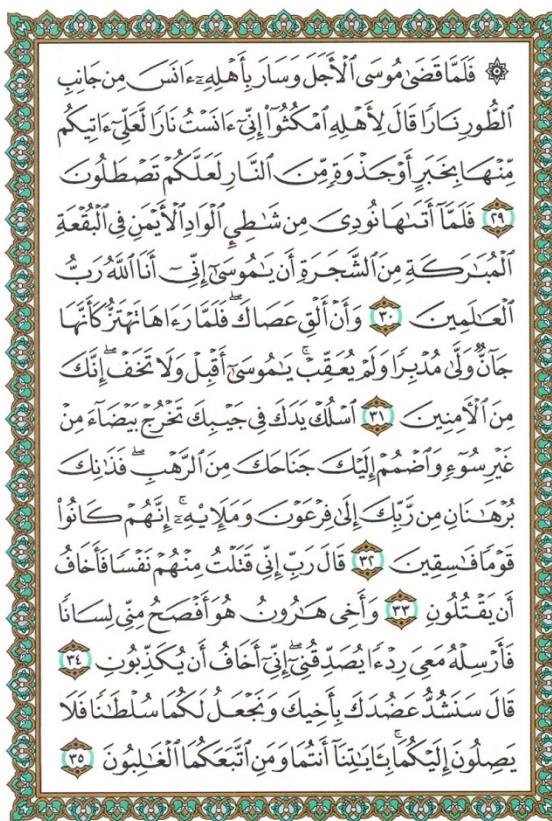 ۞ فَلَمَّا قَضَىٰ مُوسَى ٱلْأَجَلَ وَسَارَ بِأَهْلِهِۦٓ ءَانَسَ مِن جَانِبِ
ٱلطُّورِ نَارًا قَالَ لِأَهْلِهِ ٱمْكُثُوٓا۟ إِنِّىٓ ءَانَسْتُ نَارًا لَّعَلِّىٓ ءَاتِيكُم
مِّنْهَا بِخَبَرٍ أَوْ جَذْوَةٍ مِّنَ ٱلنَّارِ لَعَلَّكُمْ تَصْطَلُونَ
٢٩ فَلَمَّآ أَتَىٰهَا نُودِىَ مِن شَـٰطِئِ ٱلْوَادِ ٱلْأَيْمَنِ فِى ٱلْبُقْعَةِ
ٱلْمُبَـٰرَكَةِ مِنَ ٱلشَّجَرَةِ أَن يَـٰمُوسَىٰٓ إِنِّىٓ أَنَا ٱللَّهُ رَبُّ
ٱلْعَـٰلَمِينَ ٣٠ وَأَنْ أَلْقِ عَصَاكَ ۖ فَلَمَّا رَءَاهَا تَهْتَزُّ كَأَنَّهَا
جَآنٌّ وَلَّىٰ مُدْبِرًا وَلَمْ يُعَقِّبْ ۚ يَـٰمُوسَىٰٓ أَقْبِلْ وَلَا تَخَفْ ۖ إِنَّكَ
مِنَ ٱلْـَٔامِنِينَ ٣١ ٱسْلُكْ يَدَكَ فِى جَيْبِكَ تَخْرُجْ بَيْضَآءَ مِنْ
غَيْرِ سُوٓءٍ وَٱضْمُمْ إِلَيْكَ جَنَاحَكَ مِنَ ٱلرَّهْبِ ۖ فَذَٰنِكَ
بُرْهَـٰنَانِ مِن رَّبِّكَ إِلَىٰ فِرْعَوْنَ وَمَلَإِي۟هِۦٓ ۚ إِنَّهُمْ كَانُوا۟
قَوْمًا فَـٰسِقِينَ ٣٢ قَالَ رَبِّ إِنِّى قَتَلْتُ مِنْهُمْ نَفْسًا فَأَخَافُ
أَن يَقْتُلُونِ ٣٣ وَأَخِى هَـٰرُونُ هُوَ أَفْصَحُ مِنِّى لِسَانًا
فَأَرْسِلْهُ مَعِىَ رِدْءًا يُصَدِّقُنِىٓ ۖ إِنِّىٓ أَخَافُ أَن يُكَذِّبُونِ ٣٤
قَالَ سَنَشُدُّ عَضُدَكَ بِأَخِيكَ وَنَجْعَلُ لَكُمَا سُلْطَـٰنًا فَلَا
يَصِلُونَ إِلَيْكُمَا ۚ بِـَٔايَـٰتِنَآ أَنتُمَا وَمَنِ ٱتَّبَعَكُمَا ٱلْغَـٰلِبُونَ ٣٥